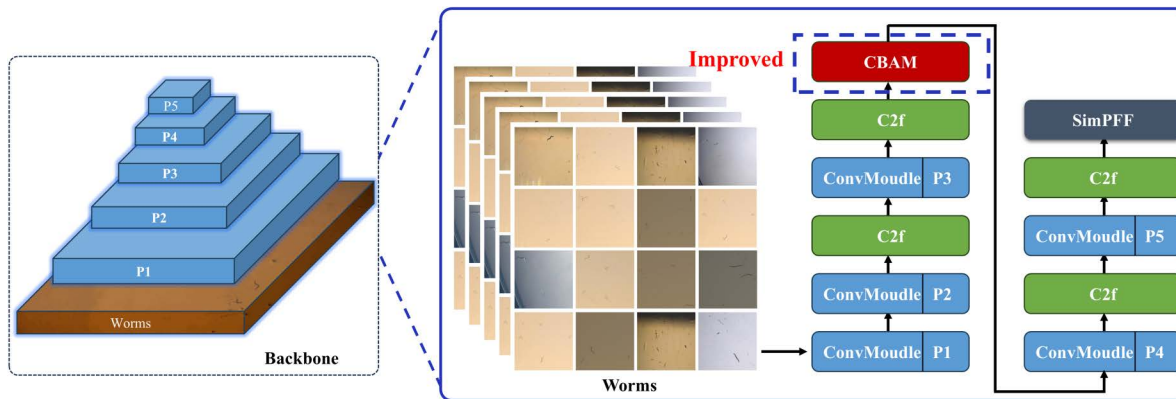 P5
P4
P3
P2
P1
Worms
Backbone
Worms
Improved
CBAM
C2f
ConvMoudle P3
C2f
ConvMoudle P2
ConvMoudle P1
SimPFF
C2f
ConvMoudle P5
C2f
ConvMoudle P4